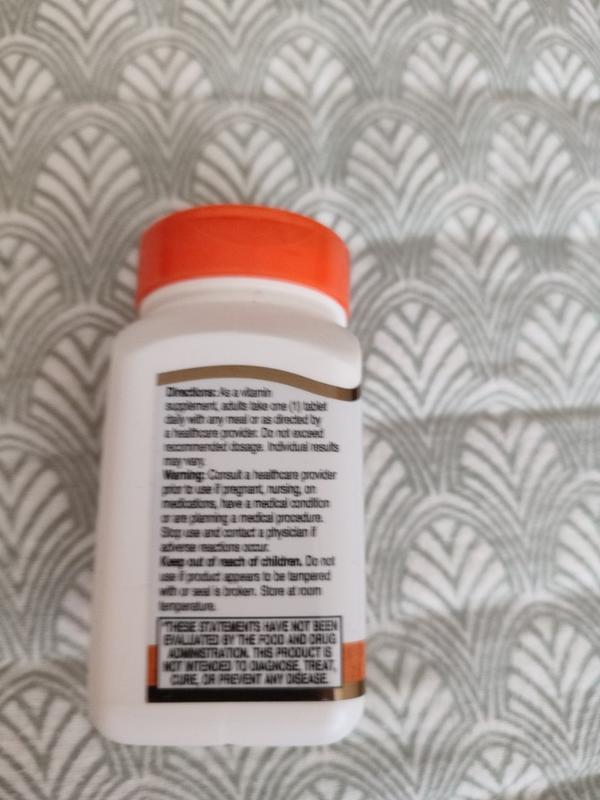 Directions: As a vitamin
supplement, adults take one (1) tablet
daily with any meal or as directed by
a healthcare provider. Do not exceed
recommended dosage. Individual results
may vary.
Warning: Consult a healthcare provider
prior to use if pregnant, nursing, on
medications, have a medical condition
or are planning a medical procedure.
Stop use and contact a physician if
adverse reactions occur.
Keep out of reach of children. Do not
use if product appears to be tampered
with or seal is broken. Store at room
temperature.
*THESE STATEMENTS HAVE NOT BEEN
EVALUATED BY THE FOOD AND DRUG
ADMINISTRATION. THIS PRODUCT IS
NOT INTENDED TO DIAGNOSE, TREAT,
CURE, OR PREVENT ANY DISEASE.